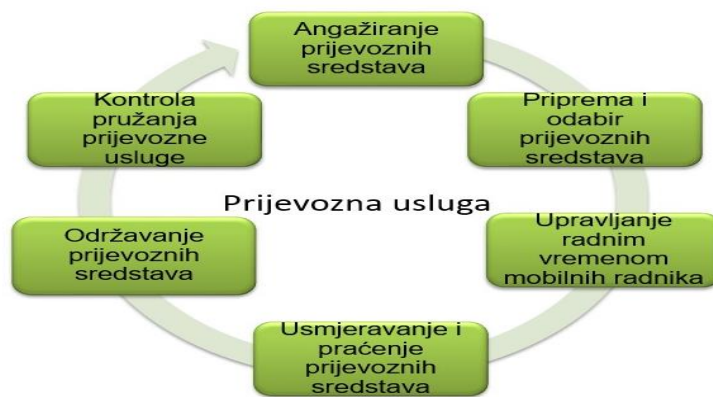 Angažiranje
prijevoznih
sredstava
Priprema i
odabir
prijevoznih
sredstava
Upravljanje
radnim
vremenom
mobilnih radnika
Usmjeravanje i
praćenje
prijevoznih
sredstava
Održavanje
prijevoznih
sredstava
Kontrola
pružanja
prijevozne
usluge
Prijevozna usluga